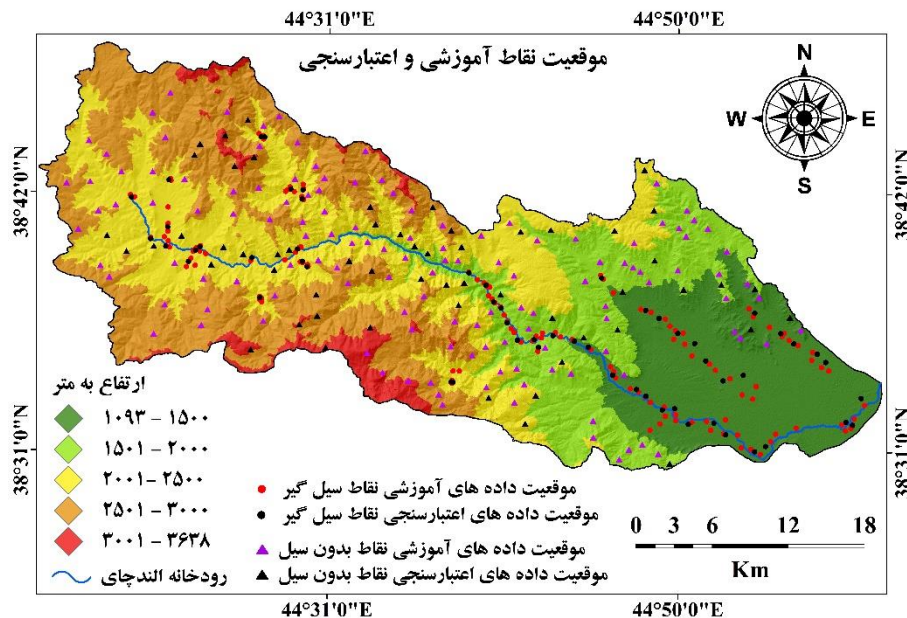 44°31'0"E 44°50'0"E
موقعیت نقاط آموزشی و اعتبارسنجی
N
W E
S
38°42'0"N 38°42'0"N
ارتفاع به متر
۱۰۹۳ – ۱۵۰۰
۱۵۰۱ – ۲۰۰۰
۲۰۰۱ – ۲۵۰۰
۲۵۰۱ – ۳۰۰۰
۳۰۰۱ – ۳۶۳۸
رودخانه الندچای
38°31'0"N 38°31'0"N
موقعیت داده های آموزشی نقاط سیل گیر
موقعیت داده های اعتبارسنجی نقاط سیل گیر
موقعیت داده های آموزشی نقاط بدون سیل
موقعیت داده های اعتبارسنجی نقاط بدون سیل
0 3 6 12 18
Km
44°31'0"E 44°50'0"E